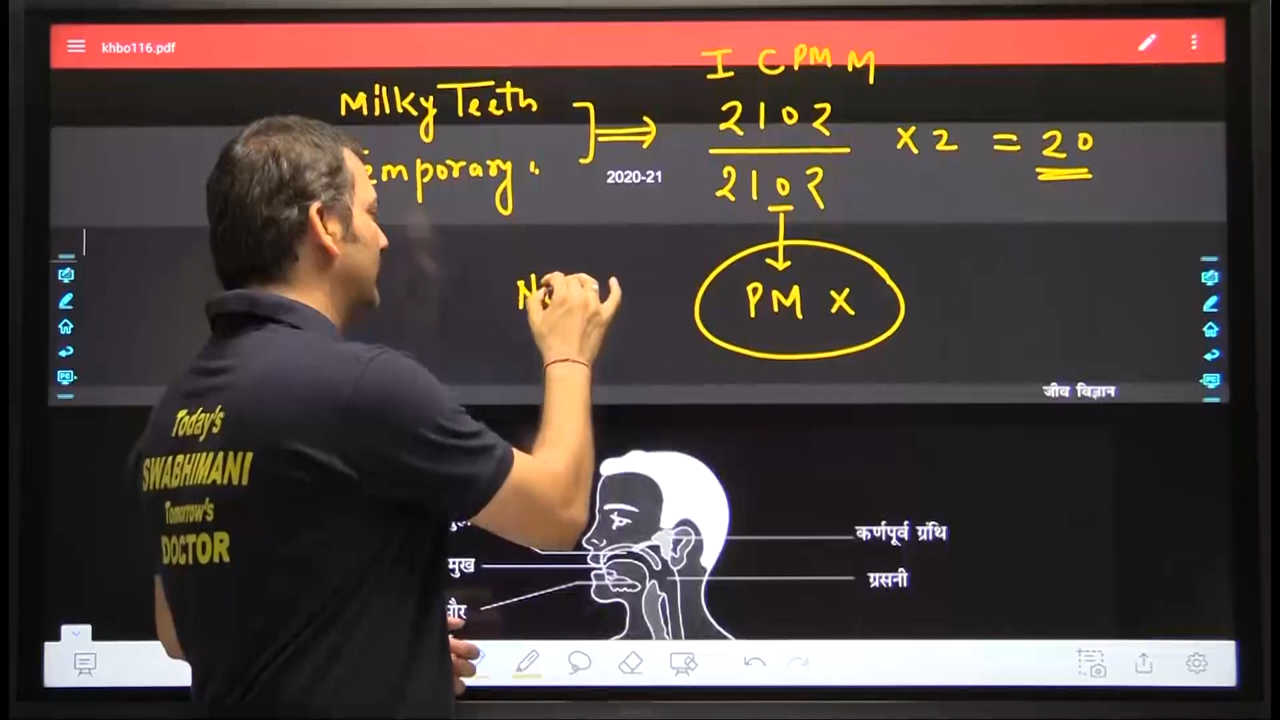 khbo116.pdf
I C PM M
Milky Teeth
2102
2102
× 2 = 20
emporary.
2020-21
PM X
जीव विज्ञान
Today's
SWABHIMANI
Tomorrow's
DOCTOR
कर्णपूर्व ग्रंथि
मुख
ग्रसनी